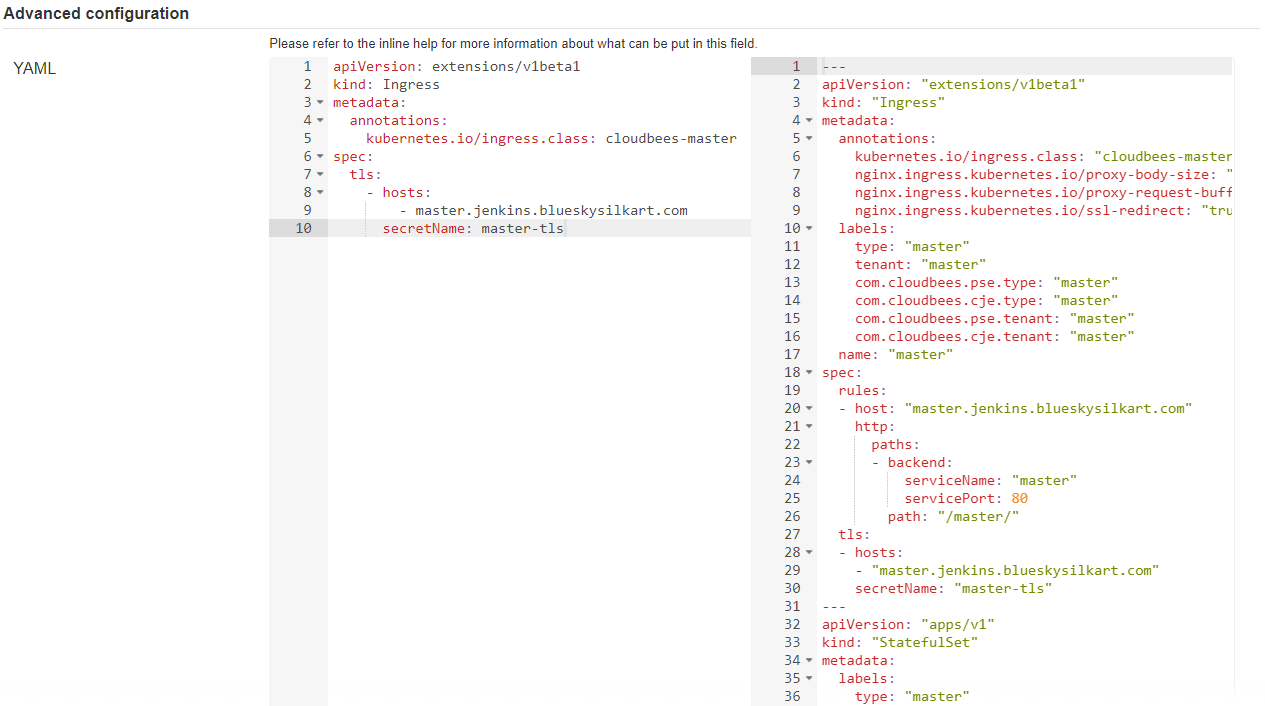 Advanced configuration
Please refer to the inline help for more information about what can be put in this field.
YAML
1 apiVersion: extensions/v1beta1
2 kind: Ingress
3 metadata:
4   annotations:
5     kubernetes.io/ingress.class: cloudbees-master
6 spec:
7   tls:
8     - hosts:
9         - master.jenkins.blueskysilkart.com
10       secretName: master-tls
1 ---
2 apiVersion: "extensions/v1beta1"
3 kind: "Ingress"
4 metadata:
5   annotations:
6     kubernetes.io/ingress.class: "cloudbees-master
7     nginx.ingress.kubernetes.io/proxy-body-size: "
8     nginx.ingress.kubernetes.io/proxy-request-buff
9     nginx.ingress.kubernetes.io/ssl-redirect: "tru
10   labels:
11     type: "master"
12     tenant: "master"
13     com.cloudbees.pse.type: "master"
14     com.cloudbees.cje.type: "master"
15     com.cloudbees.pse.tenant: "master"
16     com.cloudbees.cje.tenant: "master"
17   name: "master"
18 spec:
19   rules:
20   - host: "master.jenkins.blueskysilkart.com"
21     http:
22       paths:
23       - backend:
24           serviceName: "master"
25           servicePort: 80
26         path: "/master/"
27   tls:
28   - hosts:
29     - "master.jenkins.blueskysilkart.com"
30     secretName: "master-tls"
31 ---
32 apiVersion: "apps/v1"
33 kind: "StatefulSet"
34 metadata:
35   labels:
36     type: "master"